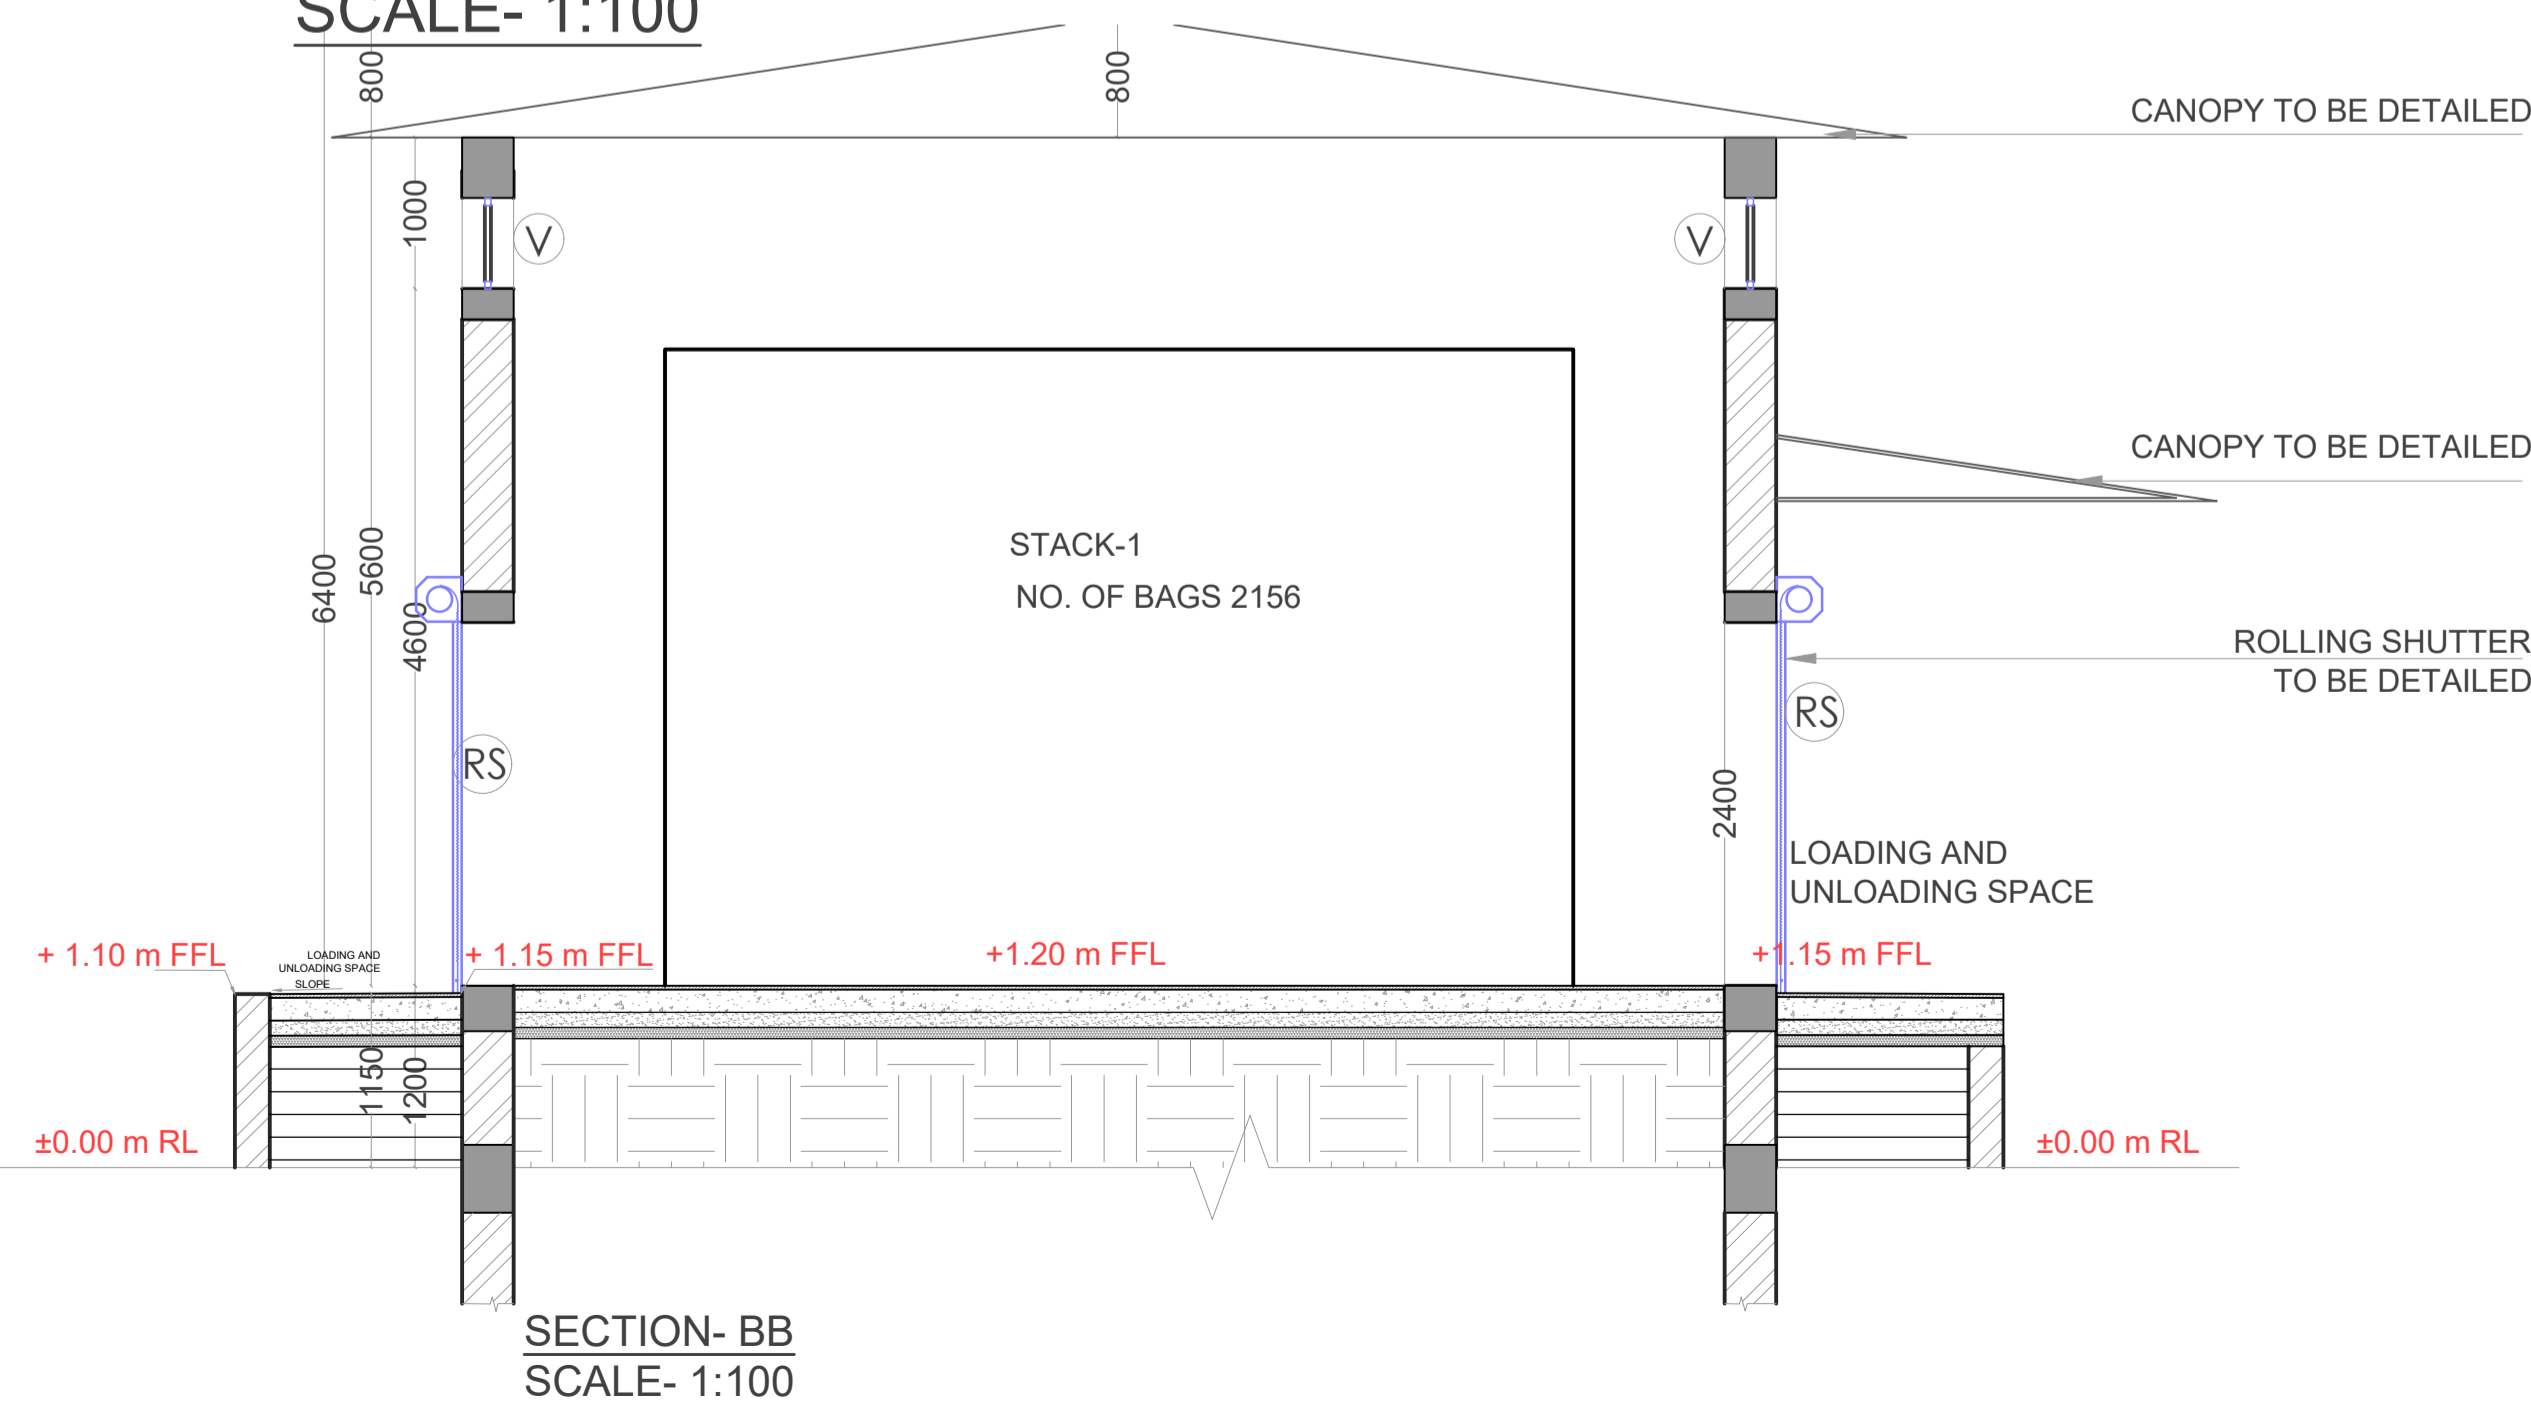 SCALE- 1:100
800
800
CANOPY TO BE DETAILED
1000
V
V
CANOPY TO BE DETAILED
6400
5600
4600
STACK-1
NO. OF BAGS 2156
ROLLING SHUTTER
TO BE DETAILED
RS
RS
2400
LOADING AND
UNLOADING SPACE
+ 1.10 m FFL
LOADING AND
UNLOADING SPACE
SLOPE
+ 1.15 m FFL
+1.20 m FFL
+1.15 m FFL
1150
1200
±0.00 m RL
±0.00 m RL
SECTION- BB
SCALE- 1:100